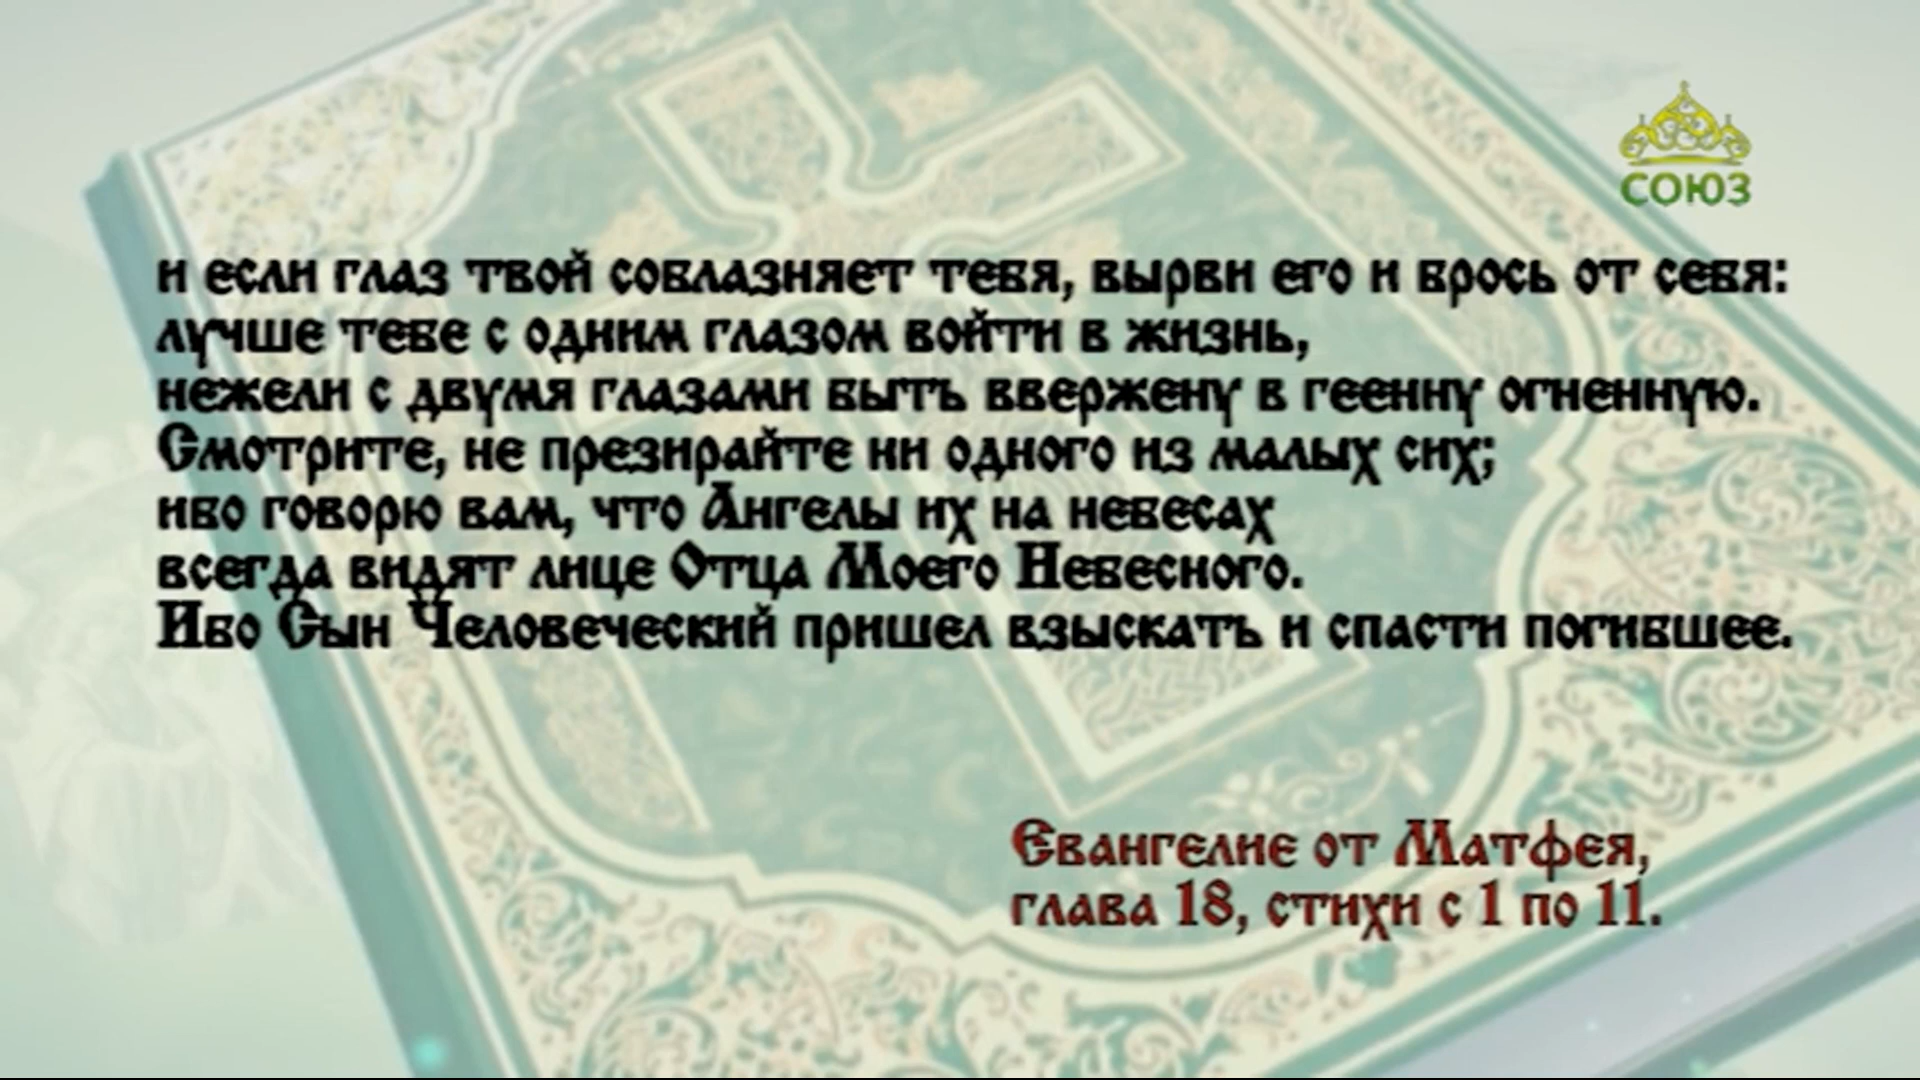 СОЮЗ
и если глаз твой соблазняет тебя, вырви его и брось от себя:
лучше тебе с одним глазом войти в жизнь,
нежели с двумя глазами быть ввержену в геенну огненную.
Смотрите, не презирайте ни одного из малых сих;
ибо говорю вам, что Ангелы их на небесах
всегда видят лице Отца Моего Небесного.
Ибо Сын Человеческий пришел взыскать и спасти погибшее.
Евангелие от Матфея,
глава 18, стихи с 1 по 11.